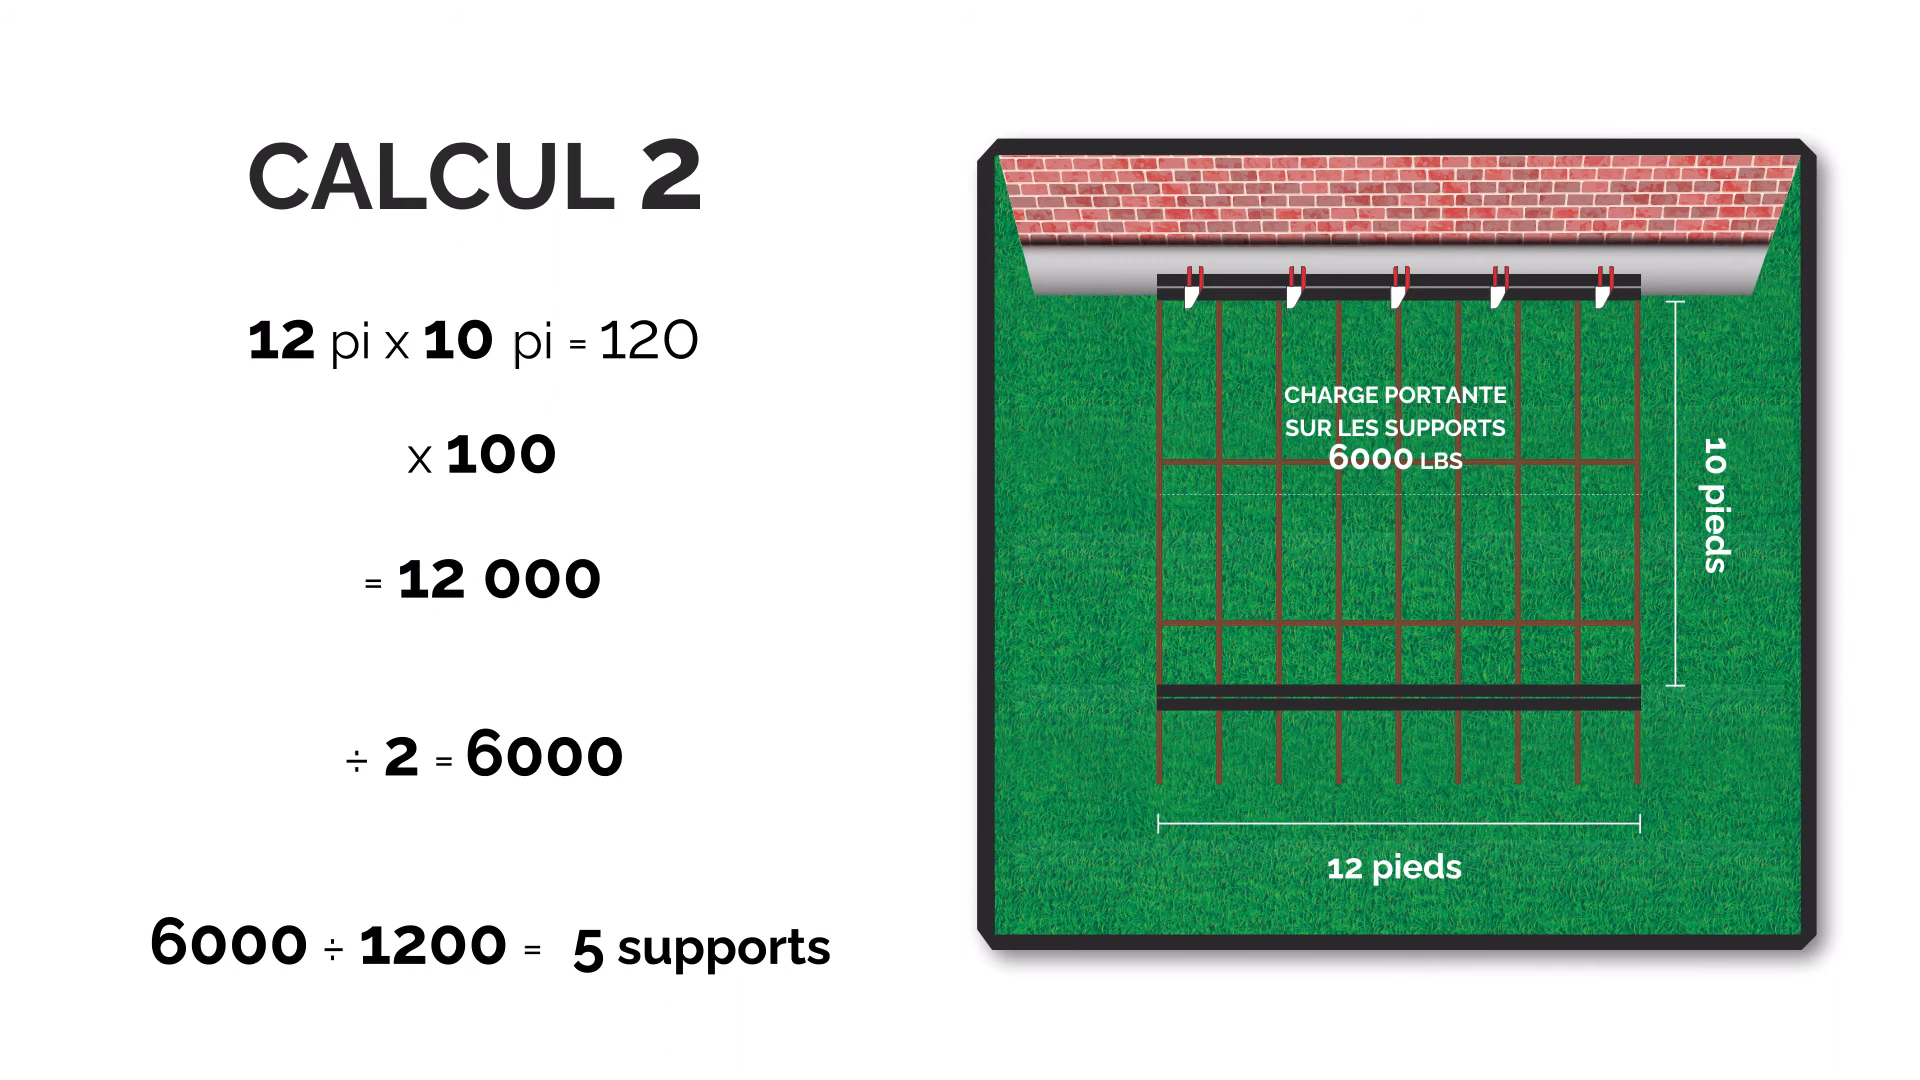 CALCUL 2
12 pi x 10 pi = 120
x 100
= 12 000
÷ 2 = 6000
6000 ÷ 1200 = 5 supports
CHARGE PORTANTE
SUR LES SUPPORTS
6000 LBS
10 pieds
12 pieds